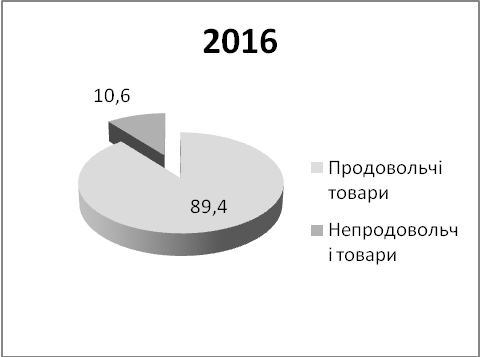 2016
10,6
89,4
Продовольчі
товари
Непродовольч
і товари